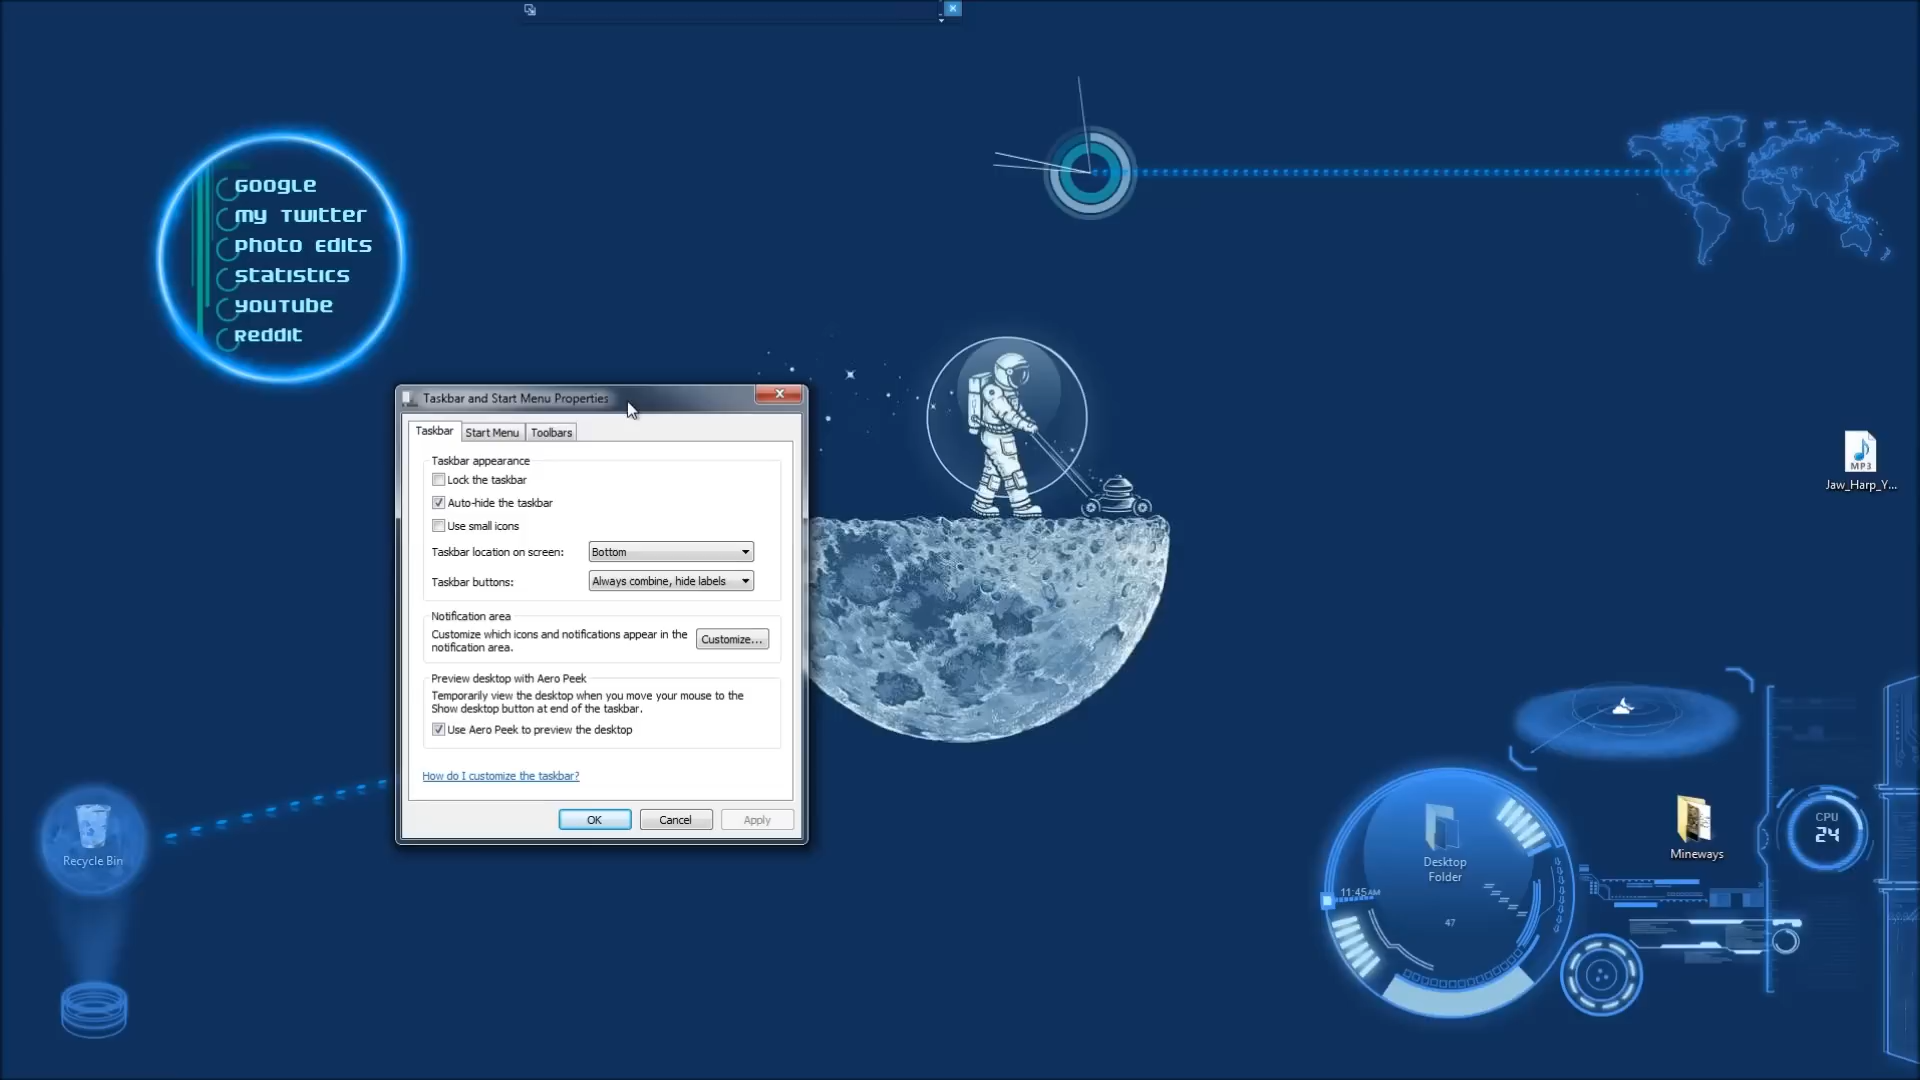 Google
My Twitter
Photo Edits
Statistics
YouTube
Reddit
Taskbar and Start Menu Properties
Taskbar
Start Menu
Toolbars
Taskbar appearance
Lock the taskbar
Auto-hide the taskbar
Use small icons
Taskbar location on screen:
Bottom
Taskbar buttons:
Always combine, hide labels
Notification area
Customize which icons and notifications appear in the
notification area.
Customize...
Preview desktop with Aero Peek
Temporarily view the desktop when you move your mouse to the
Show desktop button at end of the taskbar.
Use Aero Peek to preview the desktop
How do I customize the taskbar?
OK
Cancel
Apply
MP3
Jaw_Harp_Y...
Recycle Bin
Desktop
Folder
11:45AM
47
Mineways
CPU
24